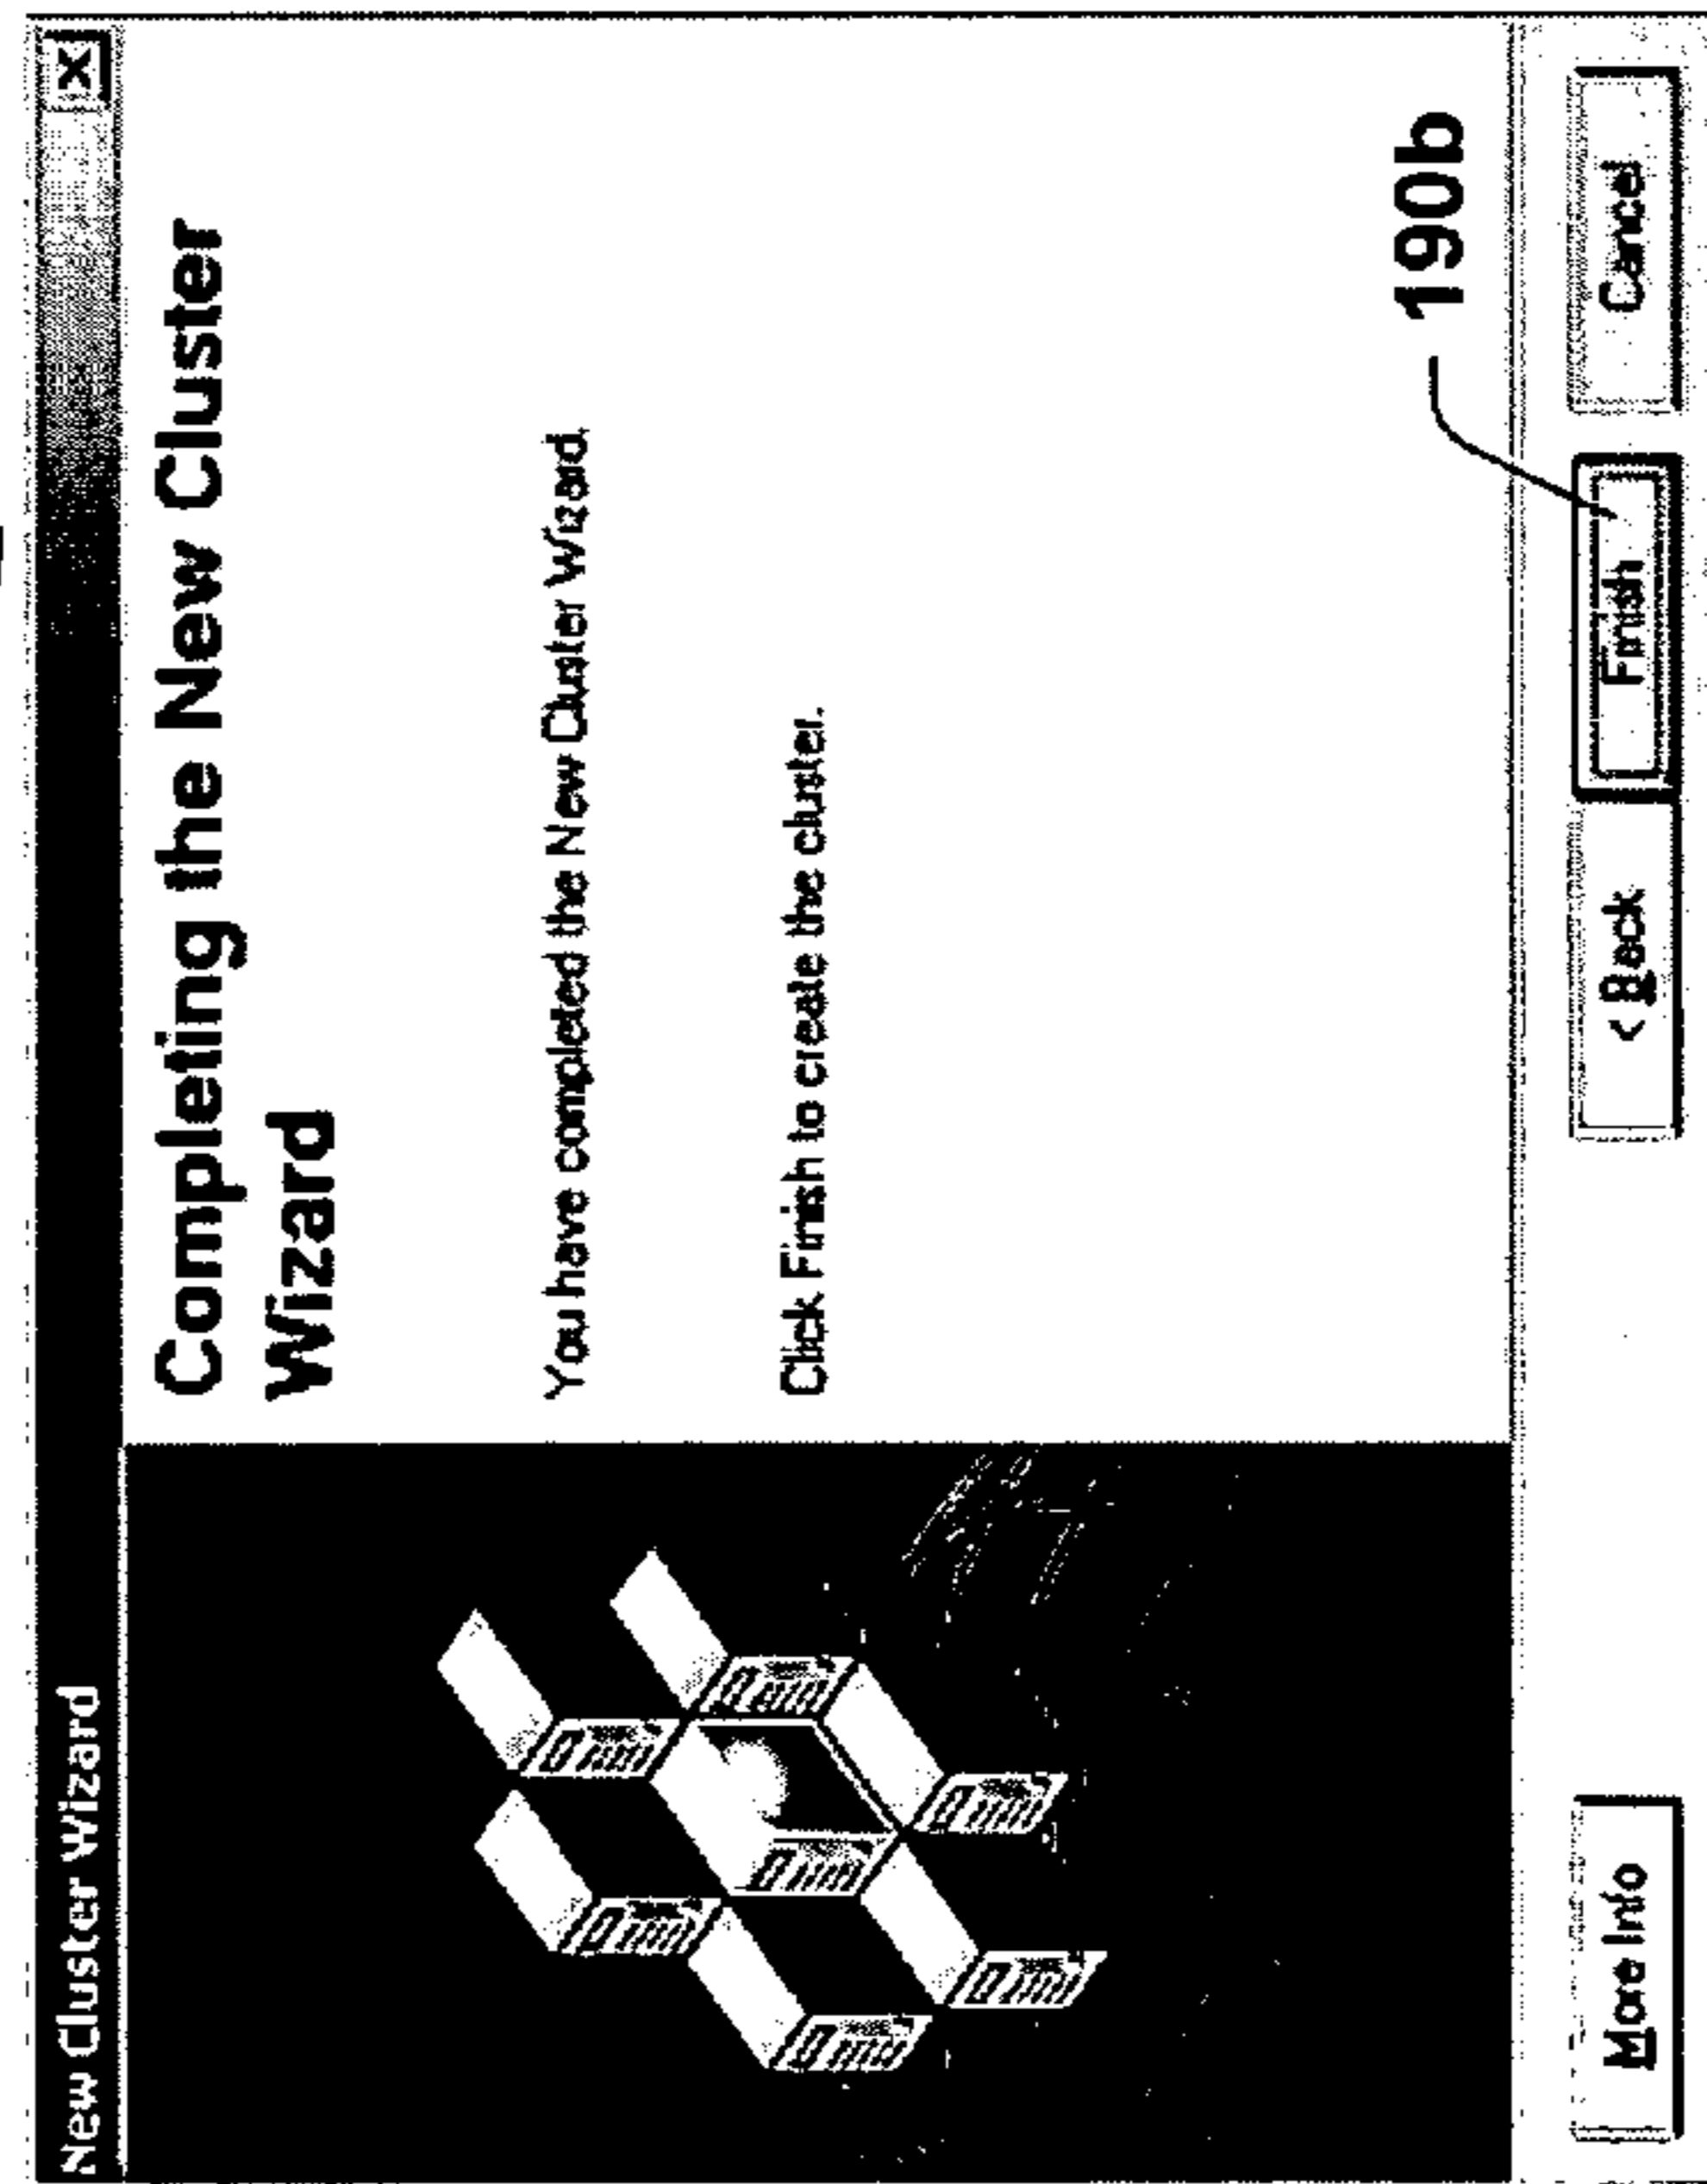 New Cluster Wizard
X
Completing the New Cluster
Wizard
You have completed the New Cluster Wizard.
Click Finish to create the cluster.
190b
More Info
< Back
Finish
Cancel